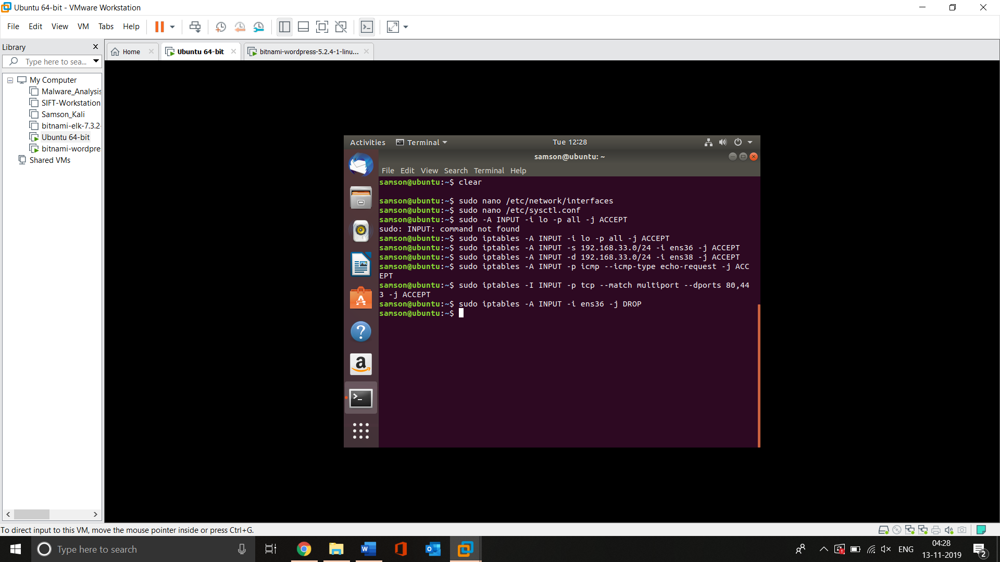 Ubuntu 64-bit - VMware Workstation
File Edit View VM Tabs Help
Library
Type here to sea...
My Computer
Malware_Analysis
SIFT-Workstation
Samson_Kali
bitnami-elk-7.3.2-
Ubuntu 64-bit
bitnami-wordpre
Shared VMs
Home
Ubuntu 64-bit
bitnami-wordpress-5.2.4-1-linu...
Activities Terminal Tue 12:28
samson@ubuntu: ~
File Edit View Search Terminal Help
samson@ubuntu:~$ clear
samson@ubuntu:~$ sudo nano /etc/network/interfaces
samson@ubuntu:~$ sudo nano /etc/sysctl.conf
samson@ubuntu:~$ sudo -A INPUT -i lo -p all -j ACCEPT
sudo: INPUT: command not found
samson@ubuntu:~$ sudo iptables -A INPUT -i lo -p all -j ACCEPT
samson@ubuntu:~$ sudo iptables -A INPUT -s 192.168.33.0/24 -i ens36 -j ACCEPT
samson@ubuntu:~$ sudo iptables -A INPUT -d 192.168.33.0/24 -i ens38 -j ACCEPT
samson@ubuntu:~$ sudo iptables -A INPUT -p icmp --icmp-type echo-request -j ACC
EPT
samson@ubuntu:~$ sudo iptables -I INPUT -p tcp --match multiport --dports 80,44
3 -j ACCEPT
samson@ubuntu:~$ sudo iptables -A INPUT -i ens36 -j DROP
samson@ubuntu:~$
To direct input to this VM, move the mouse pointer inside or press Ctrl+G.
Type here to search
ENG
04:28
13-11-2019
2